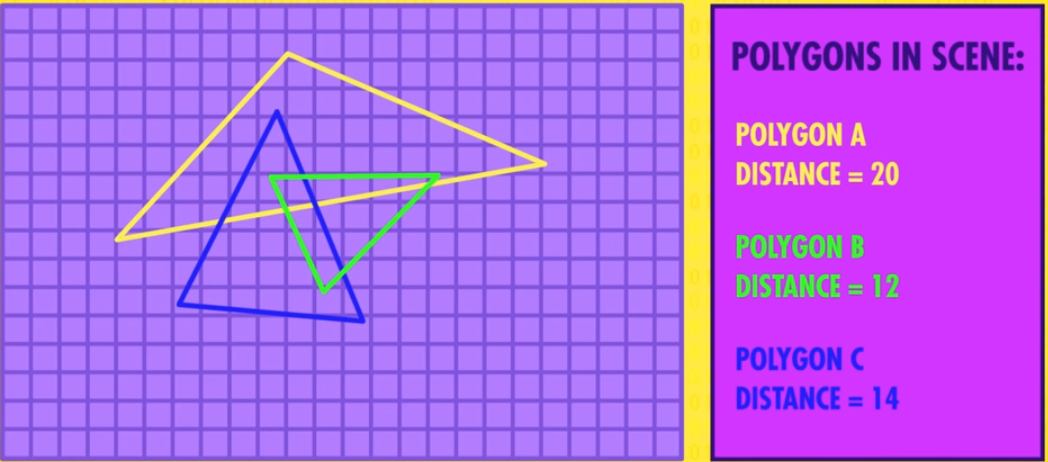 POLYGONS IN SCENE:
POLYGON A
DISTANCE = 20
POLYGON B
DISTANCE = 12
POLYGON C
DISTANCE = 14